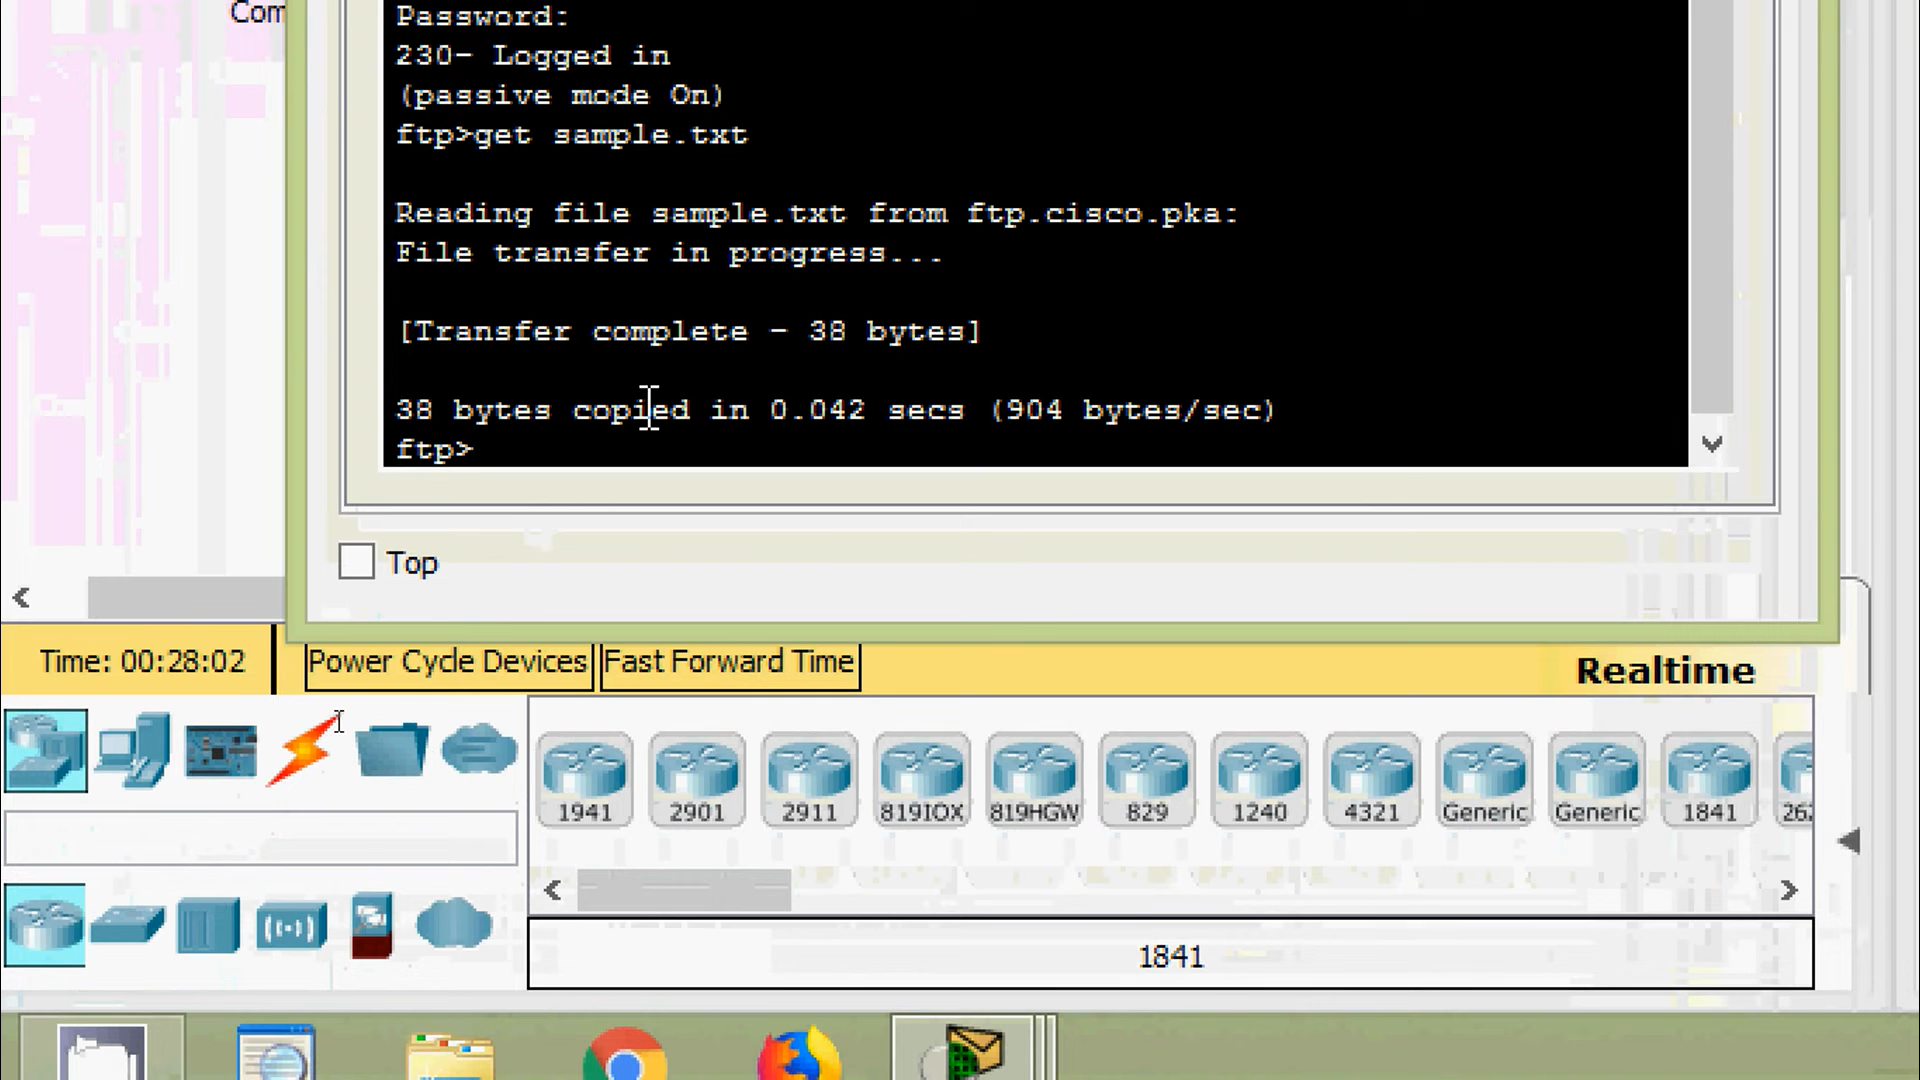 Com
Password:
230- Logged in
(passive mode On)
ftp>get sample.txt
Reading file sample.txt from ftp.cisco.pka:
File transfer in progress...
[Transfer complete - 38 bytes]
38 bytes copied in 0.042 secs (904 bytes/sec)
ftp>
Top
Time: 00:28:02
Power Cycle Devices
Fast Forward Time
Realtime
1941
2901
2911
819IOX
819HGW
829
1240
4321
Generic
Generic
1841
262
1841